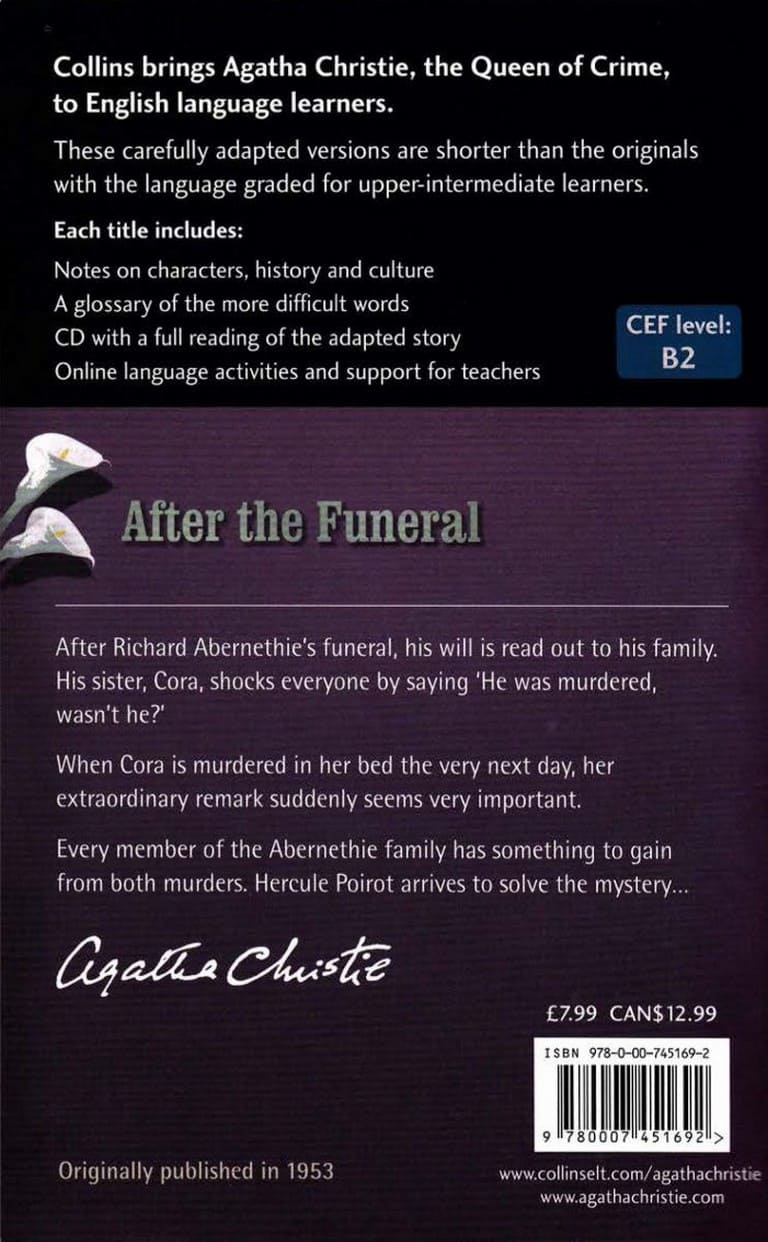 Collins brings Agatha Christie, the Queen of Crime,
to English language learners.
These carefully adapted versions are shorter than the originals
with the language graded for upper-intermediate learners.
Each title includes:
Notes on characters, history and culture
A glossary of the more difficult words
CD with a full reading of the adapted story
Online language activities and support for teachers
CEF level:
B2
After the Funeral
After Richard Abernethie's funeral, his will is read out to his family.
His sister, Cora, shocks everyone by saying 'He was murdered,
wasn't he?'
When Cora is murdered in her bed the very next day, her
extraordinary remark suddenly seems very important.
Every member of the Abernethie family has something to gain
from both murders. Hercule Poirot arrives to solve the mystery...
Agatha Christie
£7.99 CAN$12.99
ISBN 978-0-00-745169-2
9 780007 451692 >
Originally published in 1953
www.collinselt.com/agathachristie
www.agathachristie.com